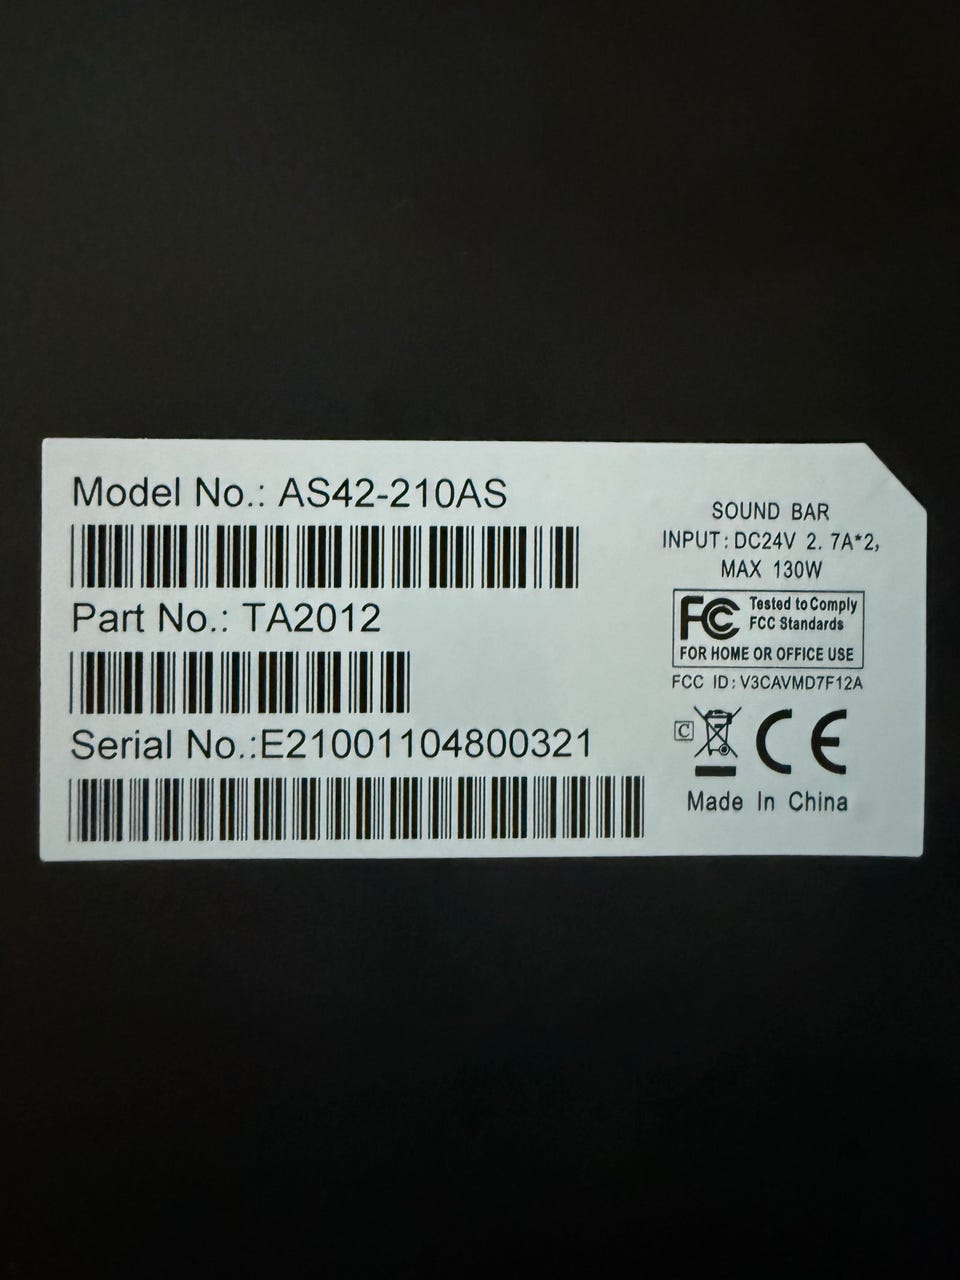 Model No.: AS42-210AS
Part No.: TA2012
Serial No.:E21001104800321
SOUND BAR
INPUT:DC24V 2. 7A*2,
MAX 130W
FC Tested to Comply
FCC Standards
FOR HOME OR OFFICE USE
FCC ID:V3CAVMD7F12A
C CE
Made In China